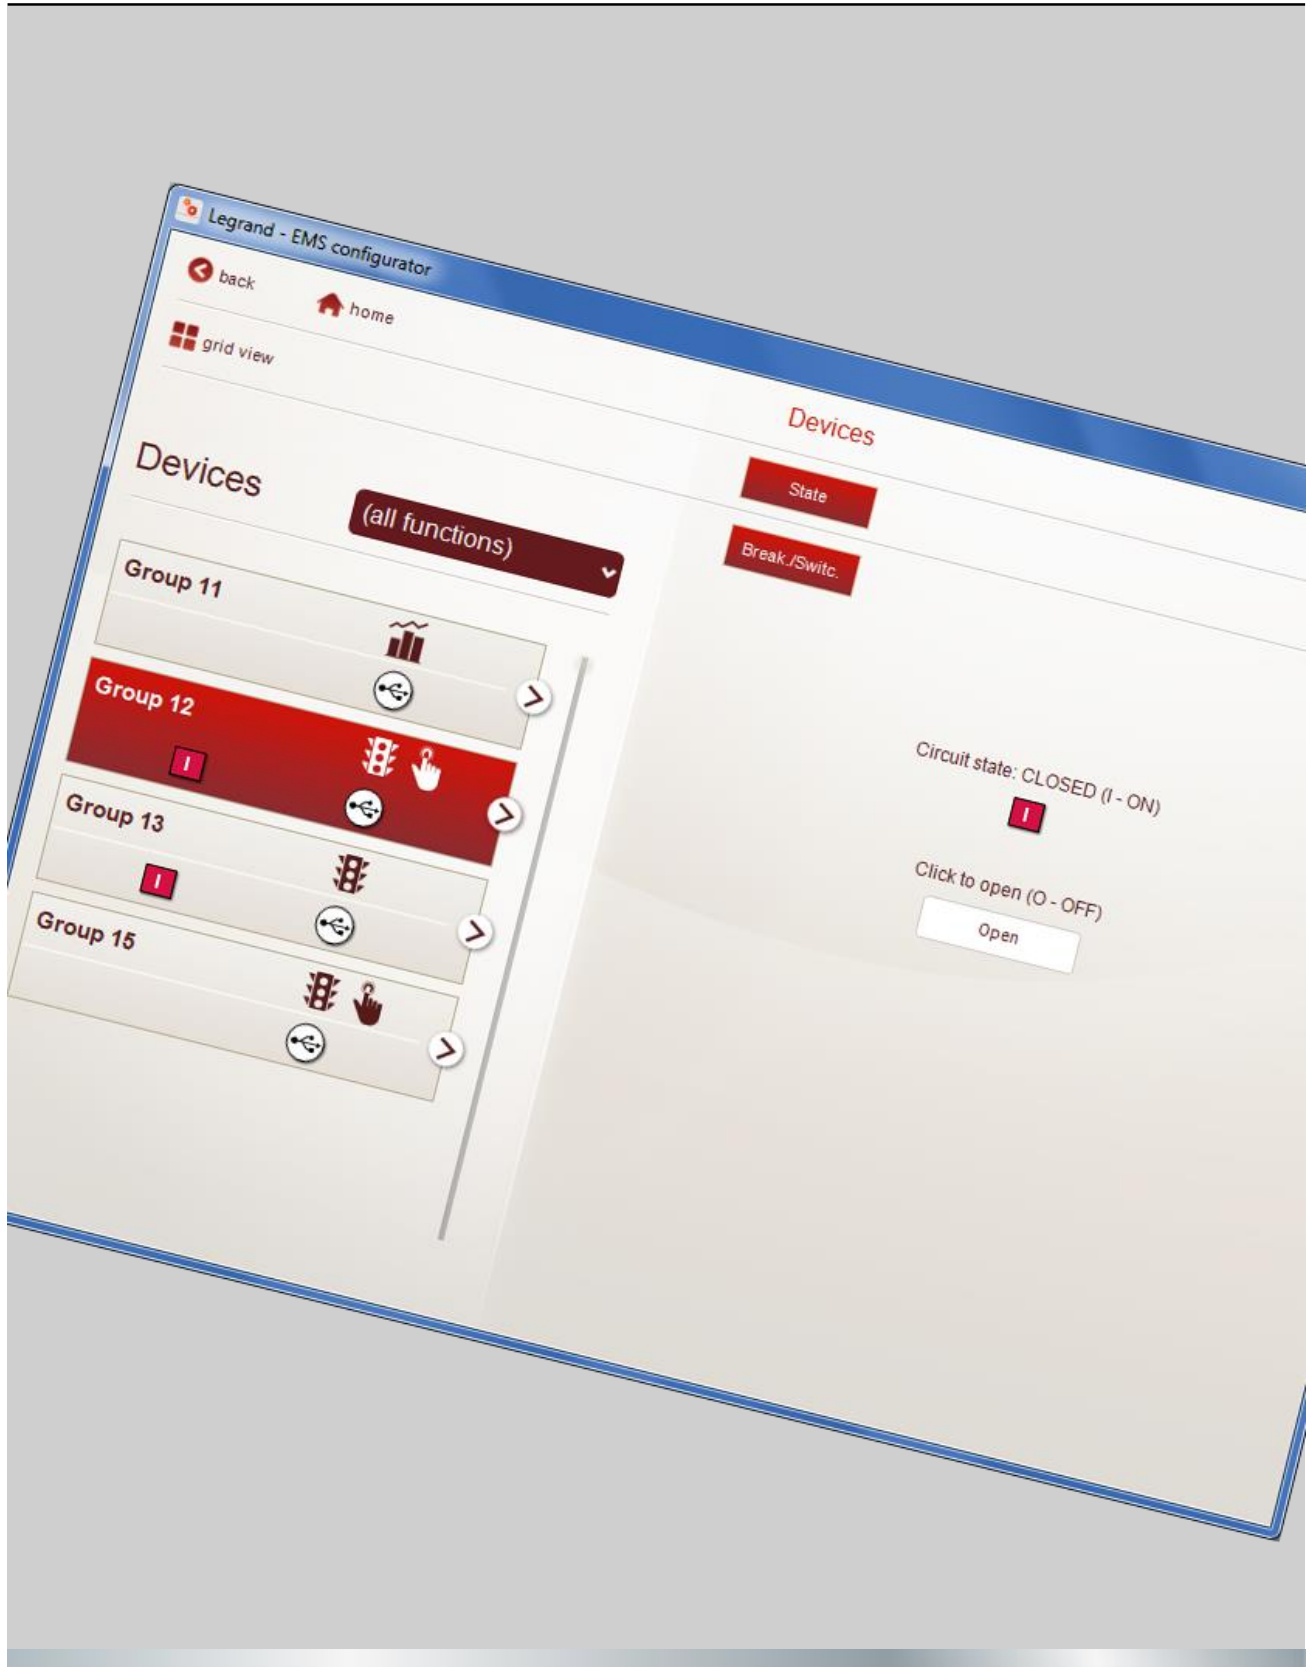 Legrand - EMS configurator
back
home
grid view
Devices
Devices
(all functions)
State
Break./Switc.
Group 11
Group 12
I
Group 13
I
Group 15
Circuit state: CLOSED (I - ON)
I
Click to open (O - OFF)
Open